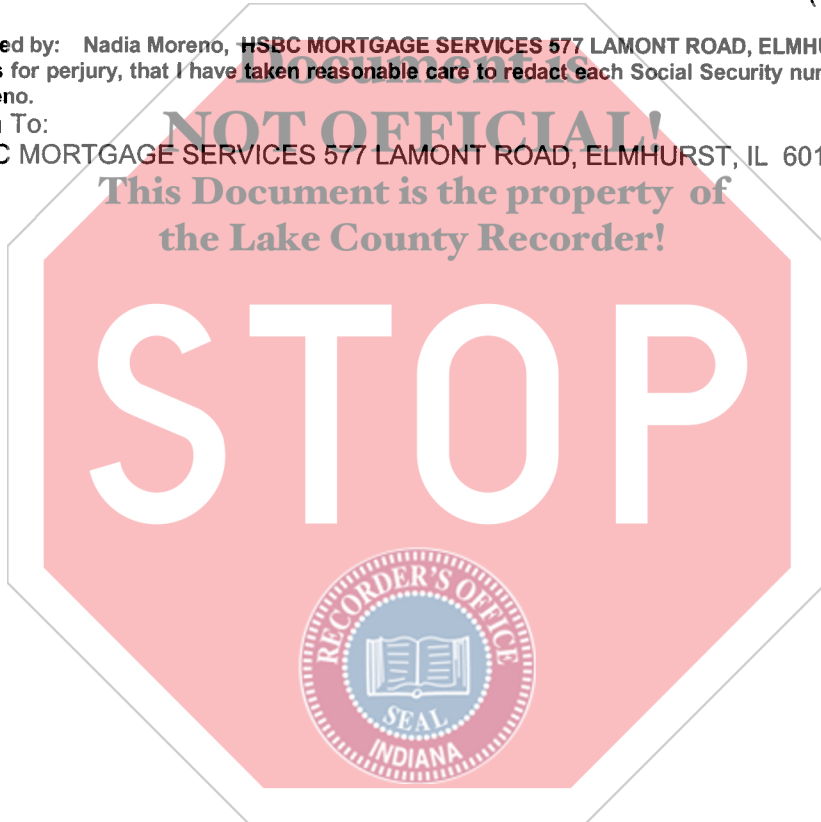 ed by: Nadia Moreno, HSBC MORTGAGE SERVICES 577 LAMONT ROAD, ELMHU
Document is
s for perjury, that I have taken reasonable care to redact each Social Security nur
eno.
To:
NOT OFFICIAL!
C MORTGAGE SERVICES 577 LAMONT ROAD, ELMHURST, IL 601
This Document is the property of
the Lake County Recorder!
STOP
RECORDER'S OFFICE
SEAL
INDIANA